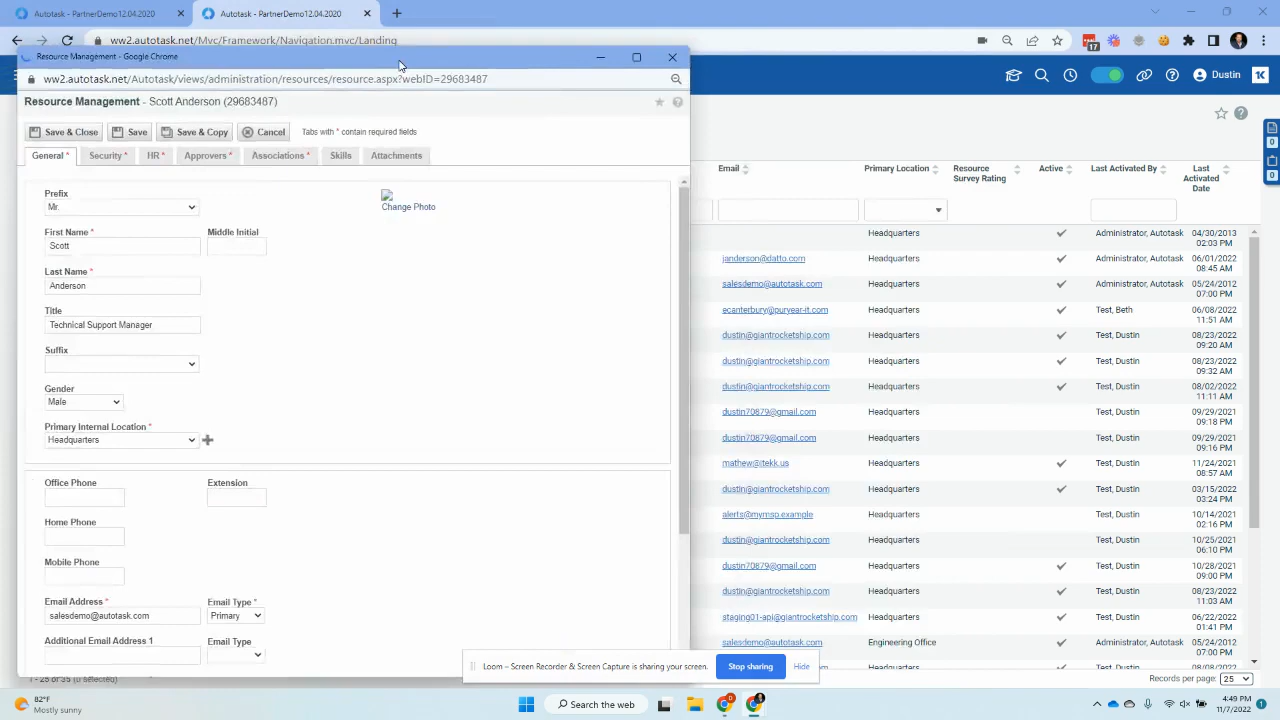 Autotask - PartnerDemo12.04.2020
Autotask - PartnerDemo12.04.2020
ww2.autotask.net/Mvc/Framework/Navigation.mvc/Landing
17
Resource Management - Google Chrome
ww2.autotask.net/Autotask/views/administration/resources/resource.aspx?webID=29683487
Dustin
Resource Management - Scott Anderson (29683487)
Save & Close
Save
Save & Copy
Cancel
Tabs with * contain required fields
General *
Security *
HR *
Approvers *
Associations *
Skills
Attachments
Prefix
Mr.
Change Photo
First Name *
Middle Initial
Scott
Last Name *
Anderson
Title
Technical Support Manager
Suffix
Gender
Male
Primary Internal Location *
Headquarters
Office Phone
Extension
Home Phone
Mobile Phone
Email Address *
Email Type *
salesdemo@autotask.com
Primary
Additional Email Address 1
Email Type
0
0
Email
Primary Location
Resource
Survey Rating
Active
Last Activated By
Last
Activated
Date
Headquarters Administrator, Autotask 04/30/2013
02:03 PM
janderson@datto.com Headquarters Administrator, Autotask 06/01/2022
08:45 AM
salesdemo@autotask.com Headquarters Administrator, Autotask 05/24/2012
07:00 PM
ecanterbury@puryear-it.com Headquarters Test, Beth 06/08/2022
11:51 AM
dustin@giantrocketship.com Headquarters Test, Dustin 08/23/2022
09:20 AM
dustin@giantrocketship.com Headquarters Test, Dustin 08/23/2022
09:32 AM
dustin@giantrocketship.com Headquarters Test, Dustin 08/02/2022
11:11 AM
dustin70879@gmail.com Headquarters Test, Dustin 09/29/2021
09:18 PM
dustin70879@gmail.com Headquarters Test, Dustin 09/29/2021
09:16 PM
mathew@itekk.us Headquarters Test, Dustin 11/24/2021
08:57 AM
dustin@giantrocketship.com Headquarters Test, Dustin 03/15/2022
03:24 PM
alerts@mymsp.example Headquarters Test, Dustin 10/14/2021
02:16 PM
dustin@giantrocketship.com Headquarters Test, Dustin 10/25/2021
06:10 PM
dustin70879@gmail.com Headquarters Test, Dustin 10/28/2021
09:00 PM
dustin@giantrocketship.com Headquarters Test, Dustin 08/23/2022
11:03 AM
staging01-api@giantrocketship.com Headquarters Test, Dustin 06/22/2022
01:41 PM
salesdemo@autotask.com Engineering Office Administrator, Autotask 05/24/2012
07:00 PM
Headquarters Test, Dustin 08/08/2022
Loom – Screen Recorder & Screen Capture is sharing your screen.
Stop sharing
Hide
Records per page: 25
82°F
Mostly sunny
Search the web
4:49 PM
11/7/2022